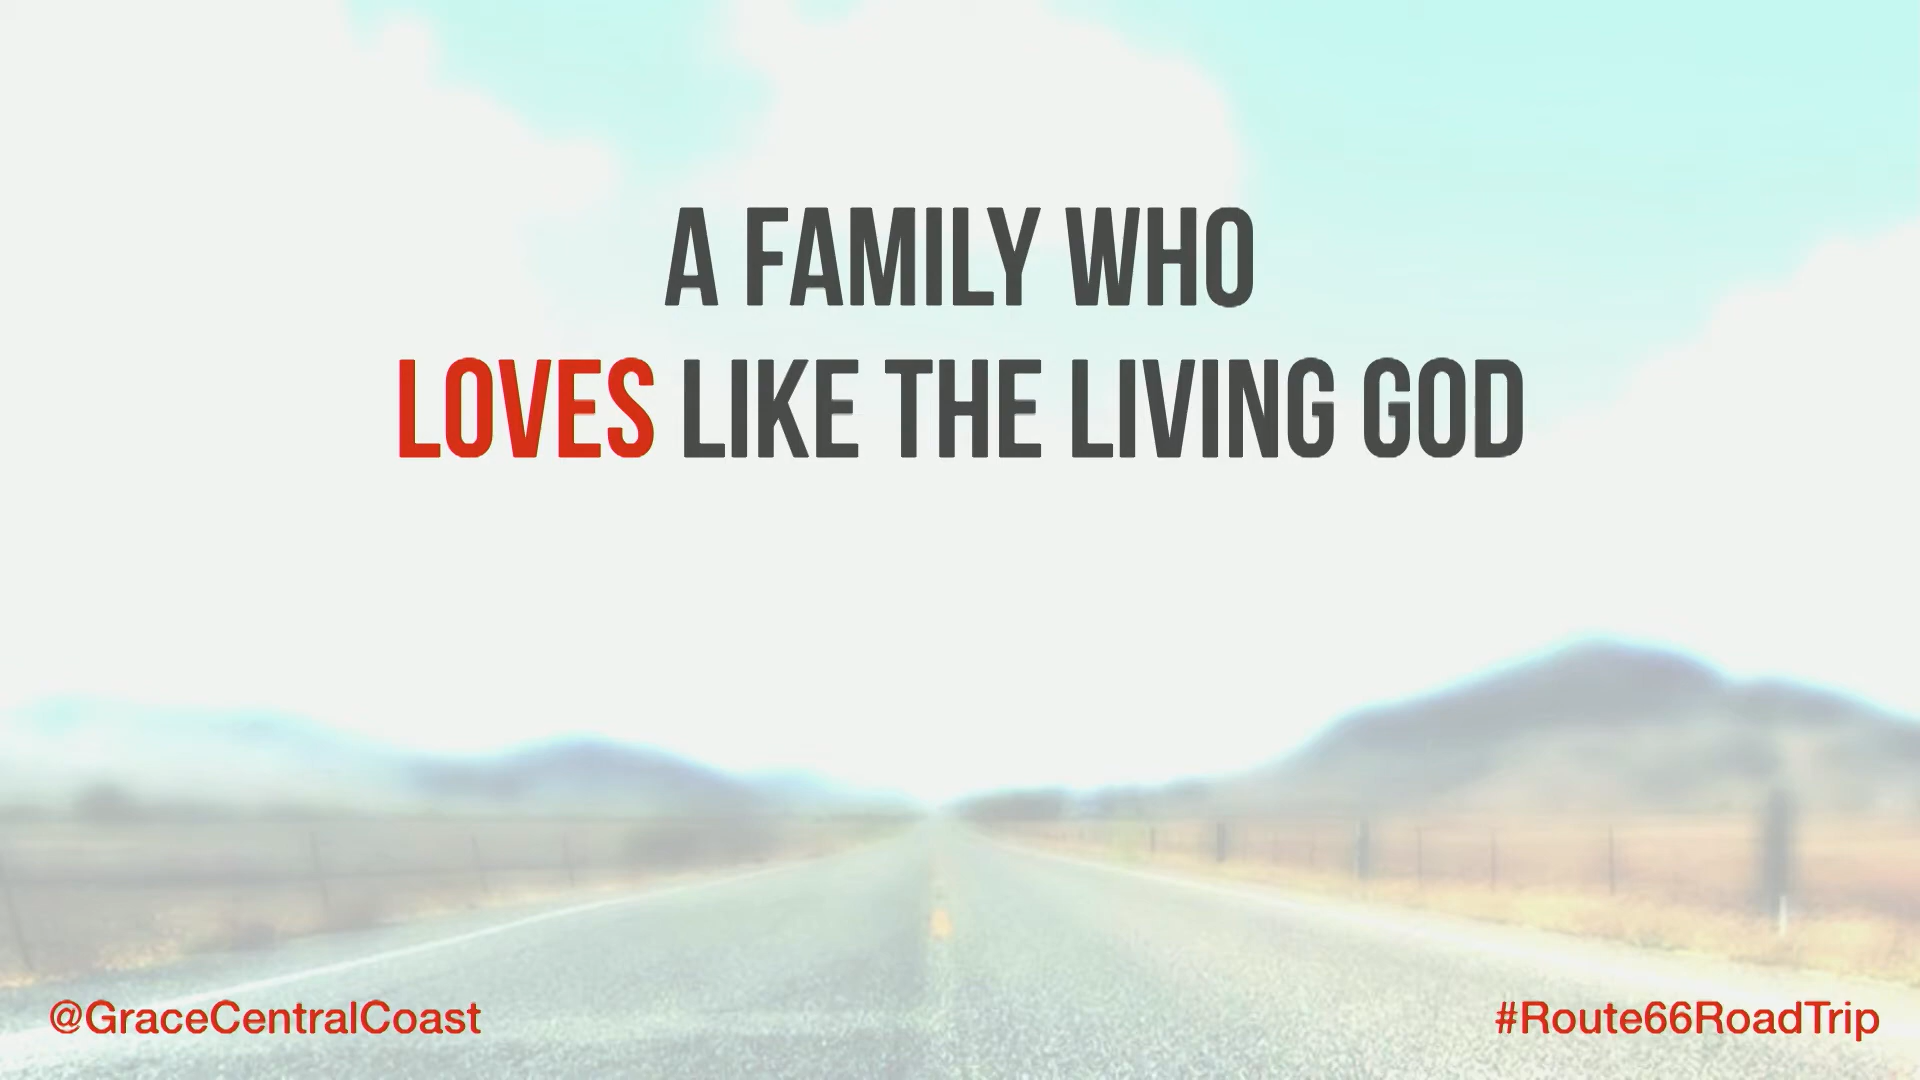 A FAMILY WHO
LOVES LIKE THE LIVING GOD
@GraceCentralCoast
#Route66RoadTrip